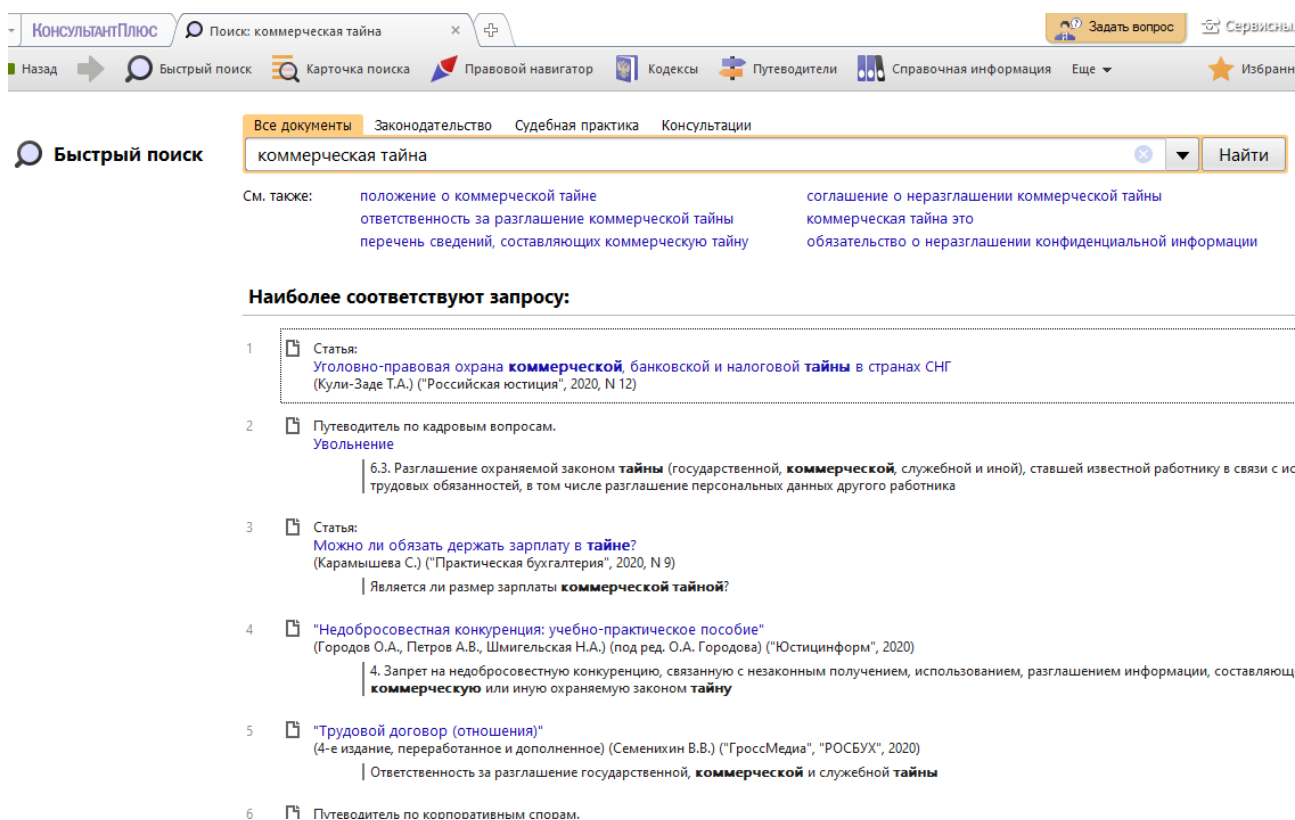 КонсультантПлюс
Поиск: коммерческая тайна
Задать вопрос
Сервисны
Назад
Быстрый поиск
Карточка поиска
Правовой навигатор
Кодексы
Путеводители
Справочная информация
Еще
Избранн
Все документы Законодательство Судебная практика Консультации
Быстрый поиск
коммерческая тайна
Найти
См. также:
положение о коммерческой тайне
соглашение о неразглашении коммерческой тайны
ответственность за разглашение коммерческой тайны
коммерческая тайна это
перечень сведений, составляющих коммерческую тайну
обязательство о неразглашении конфиденциальной информации
Наиболее соответствуют запросу:
1 Статья:
Уголовно-правовая охрана коммерческой, банковской и налоговой тайны в странах СНГ
(Кули-Заде Т.А.) ("Российская юстиция", 2020, N 12)
2 Путеводитель по кадровым вопросам.
Увольнение
6.3. Разглашение охраняемой законом тайны (государственной, коммерческой, служебной и иной), ставшей известной работнику в связи с ис
трудовых обязанностей, в том числе разглашение персональных данных другого работника
3 Статья:
Можно ли обязать держать зарплату в тайне?
(Карамышева С.) ("Практическая бухгалтерия", 2020, N 9)
Является ли размер зарплаты коммерческой тайной?
4 "Недобросовестная конкуренция: учебно-практическое пособие"
(Городов О.А., Петров А.В., Шмигельская Н.А.) (под ред. О.А. Городова) ("Юстицинформ", 2020)
4. Запрет на недобросовестную конкуренцию, связанную с незаконным получением, использованием, разглашением информации, составляющ
коммерческую или иную охраняемую законом тайну
5 "Трудовой договор (отношения)"
(4-е издание, переработанное и дополненное) (Семенихин В.В.) ("ГроссМедиа", "РОСБУХ", 2020)
Ответственность за разглашение государственной, коммерческой и служебной тайны
6 Путеводитель по корпоративным спорам.